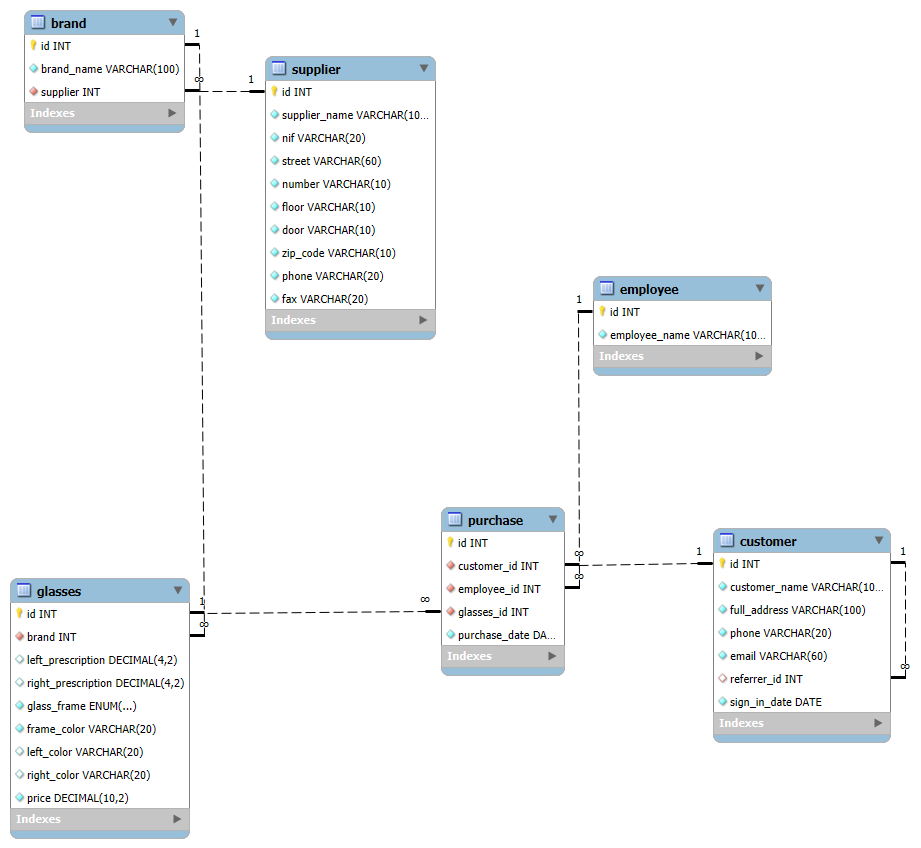 brand
id INT
brand_name VARCHAR(100)
supplier INT
Indexes
1
∞
1
supplier
id INT
supplier_name VARCHAR(10...
nif VARCHAR(20)
street VARCHAR(60)
number VARCHAR(10)
floor VARCHAR(10)
door VARCHAR(10)
zip_code VARCHAR(10)
phone VARCHAR(20)
fax VARCHAR(20)
Indexes
employee
1
id INT
employee_name VARCHAR(10...
Indexes
purchase
id INT
customer_id INT
employee_id INT
glasses_id INT
purchase_date DA...
Indexes
∞
∞
∞
1
customer
id INT
customer_name VARCHAR(10...
full_address VARCHAR(100)
phone VARCHAR(20)
email VARCHAR(60)
referrer_id INT
sign_in_date DATE
Indexes
1
∞
glasses
id INT
brand INT
left_prescription DECIMAL(4,2)
right_prescription DECIMAL(4,2)
glass_frame ENUM(...)
frame_color VARCHAR(20)
left_color VARCHAR(20)
right_color VARCHAR(20)
price DECIMAL(10,2)
Indexes
1
∞